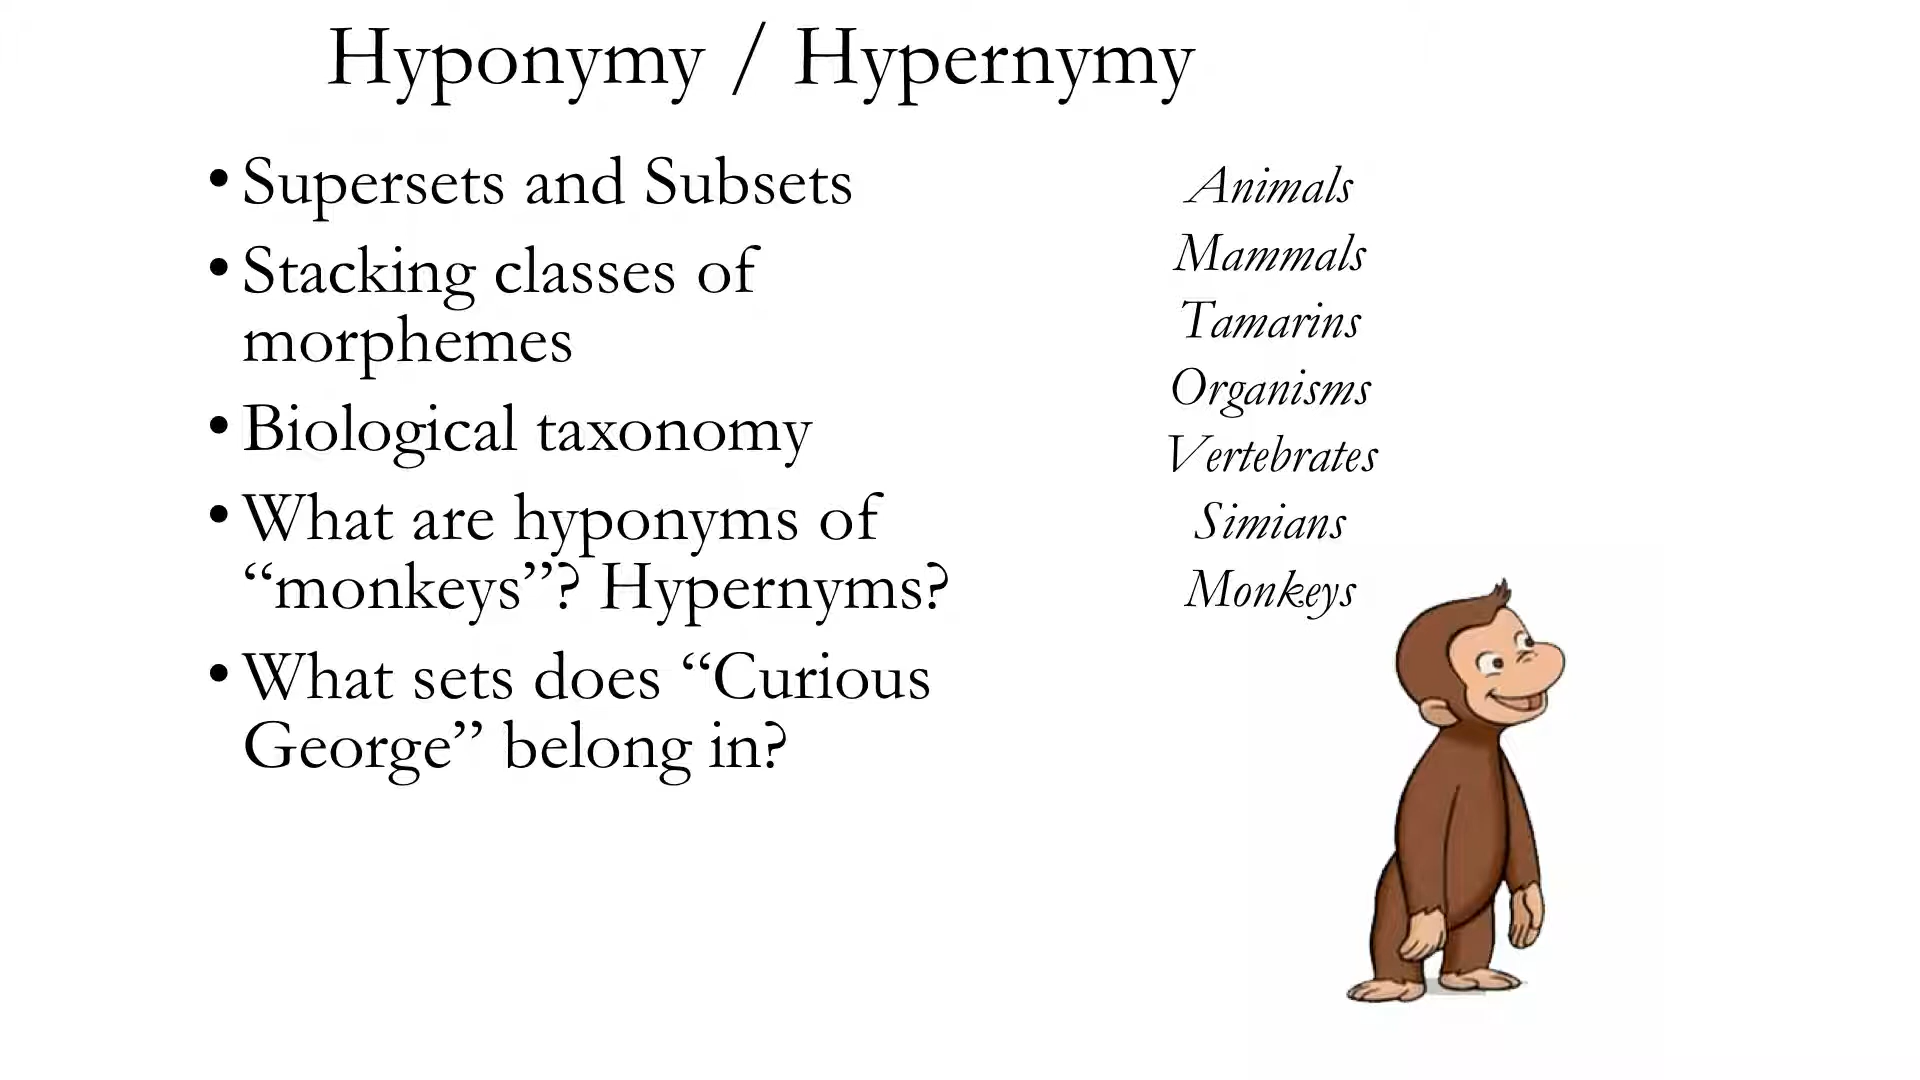 Hyponymy / Hypernymy
• Supersets and Subsets
• Stacking classes of
morphemes
• Biological taxonomy
• What are hyponyms of
“monkeys”? Hypernyms?
• What sets does “Curious
George” belong in?
Animals
Mammals
Tamarins
Organisms
Vertebrates
Simians
Monkeys